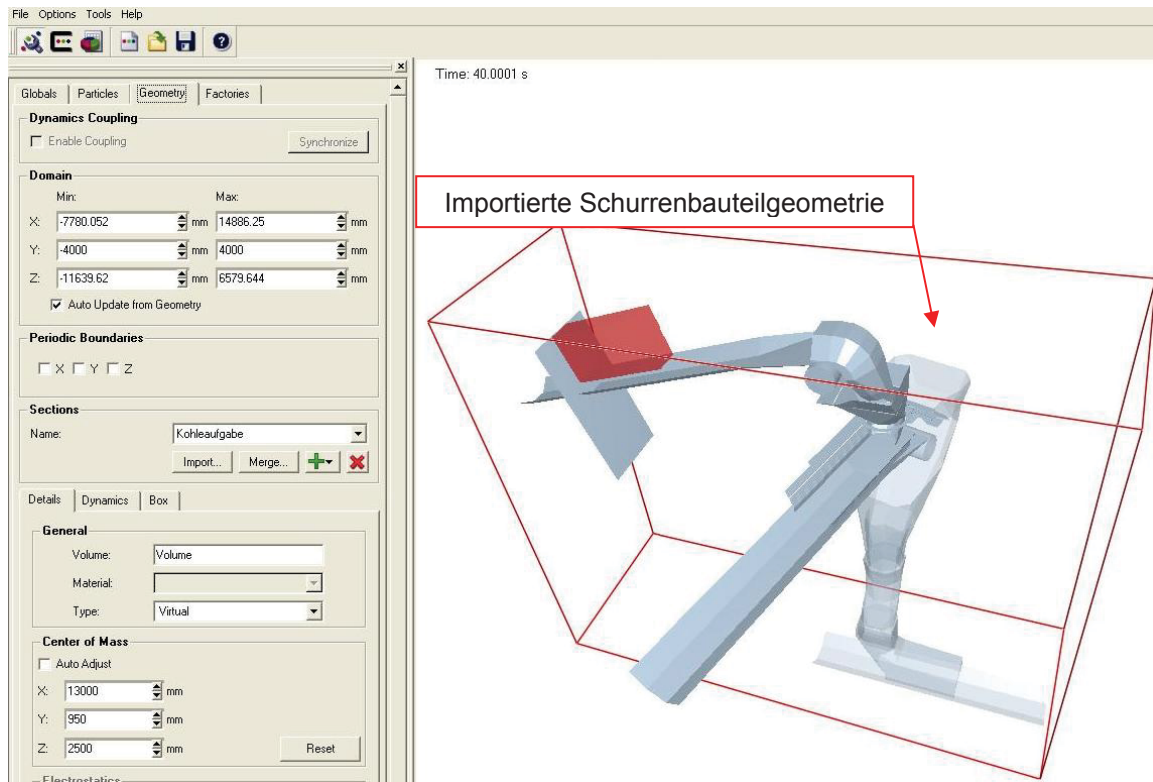 File Options Tools Help
Time: 40.0001 s
Globals Particles Geometry Factories
Dynamics Coupling
Enable Coupling Synchronize
Domain
Min: Max:
X: -7780.052 mm 14886.25 mm
Y: -4000 mm 4000 mm
Z: -11639.62 mm 6579.644 mm
Auto Update from Geometry
Importierte Schurrenbauteilgeometrie
Periodic Boundaries
X Y Z
Sections
Name: Kohleaufgabe
Import... Merge...
Details Dynamics Box
General
Volume: Volume
Material:
Type: Virtual
Center of Mass
Auto Adjust
X: 13000 mm
Y: 950 mm
Z: 2500 mm Reset
Electrostatics